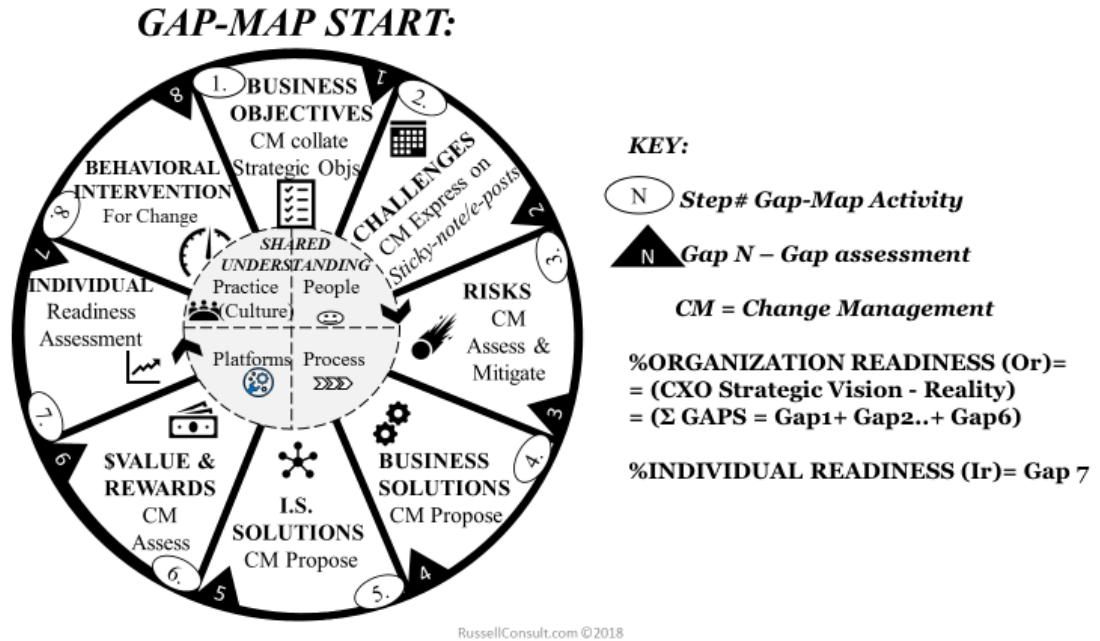 GAP-MAP START:
1.
BUSINESS
OBJECTIVES
CM collate
Strategic Objs
1
2.
CHALLENGES
CM Express on
Sticky-note/e-posts
2
3.
RISKS
CM
Assess &
Mitigate
3
4.
BUSINESS
SOLUTIONS
CM Propose
4
5.
I.S.
SOLUTIONS
CM Propose
5
6.
$VALUE &
REWARDS
CM
Assess
6
7.
INDIVIDUAL
Readiness
Assessment
7
8.
BEHAVIORAL
INTERVENTION
For Change
8
SHARED
UNDERSTANDING
Practice
(Culture)
People
Platforms
Process
KEY:
N Step# Gap-Map Activity
N Gap N – Gap assessment
CM = Change Management
%ORGANIZATION READINESS (Or)=
= (CXO Strategic Vision - Reality)
= (Σ GAPS = Gap1+ Gap2..+ Gap6)
%INDIVIDUAL READINESS (Ir)= Gap 7
RussellConsult.com ©2018